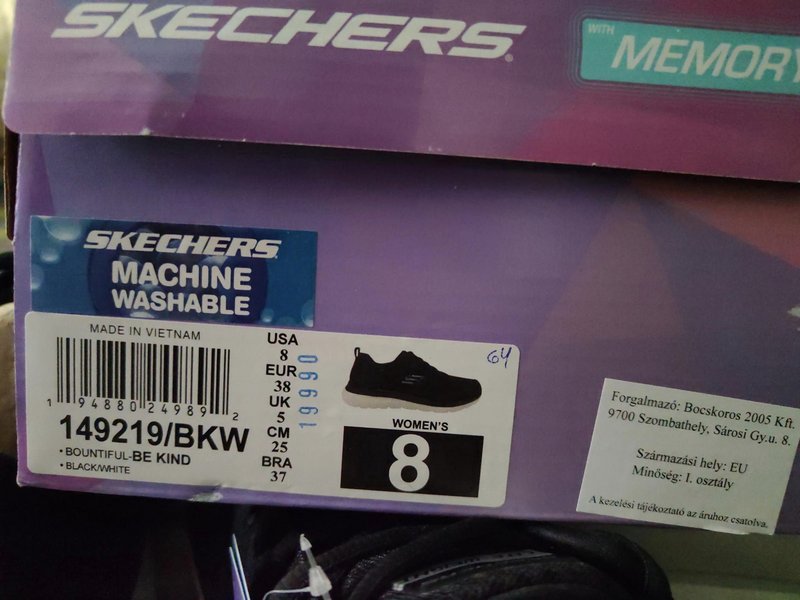 SKECHERS
WITH
MEMORY
SKECHERS
MACHINE
WASHABLE
MADE IN VIETNAM
1 94880 24989 2
149219/BKW
• BOUNTIFUL-BE KIND
• BLACK/WHITE
USA
8
EUR
38
UK
5
CM
25
BRA
37
19990
64
WOMEN'S
8
Forgalmazó: Bocskoros 2005 Kft.
9700 Szombathely, Sárosi Gy.u. 8.
Származási hely: EU
Minőség: I. osztály
A kezelési tájékoztató az áruhoz csatolva.